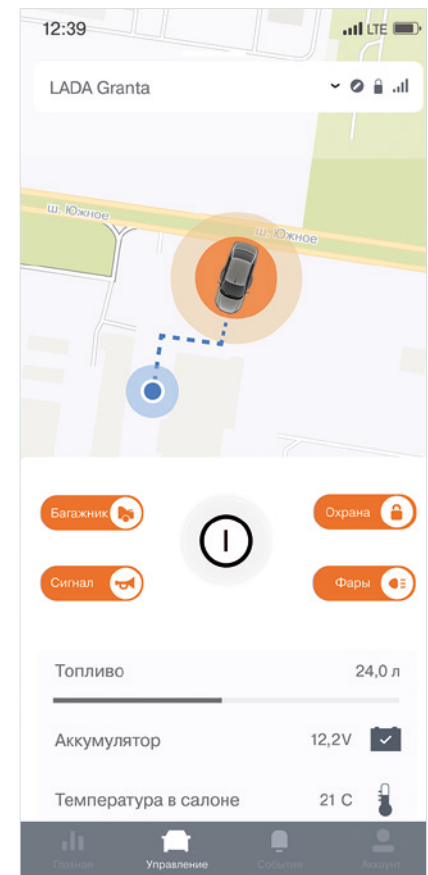 12:39 LTE
LADA Granta
ш. Южное
ш. Южное
Багажник
Охрана
Сигнал
Фары
Топливо 24,0 л
Аккумулятор 12,2V
Температура в салоне 21 C
Главная Управление События Аккаунт